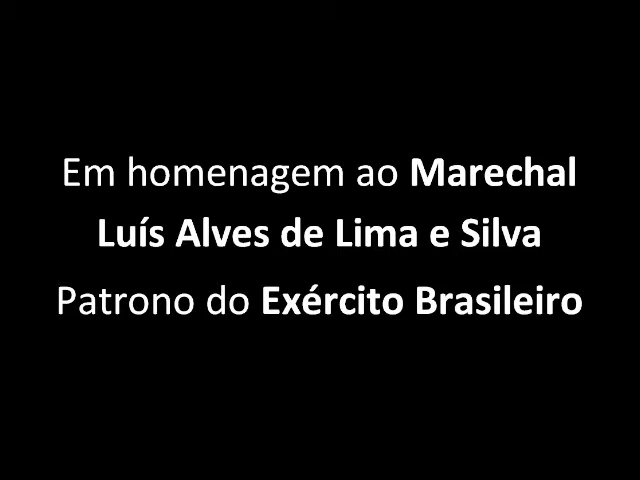 Em homenagem ao Marechal
Luís Alves de Lima e Silva
Patrono do Exército Brasileiro